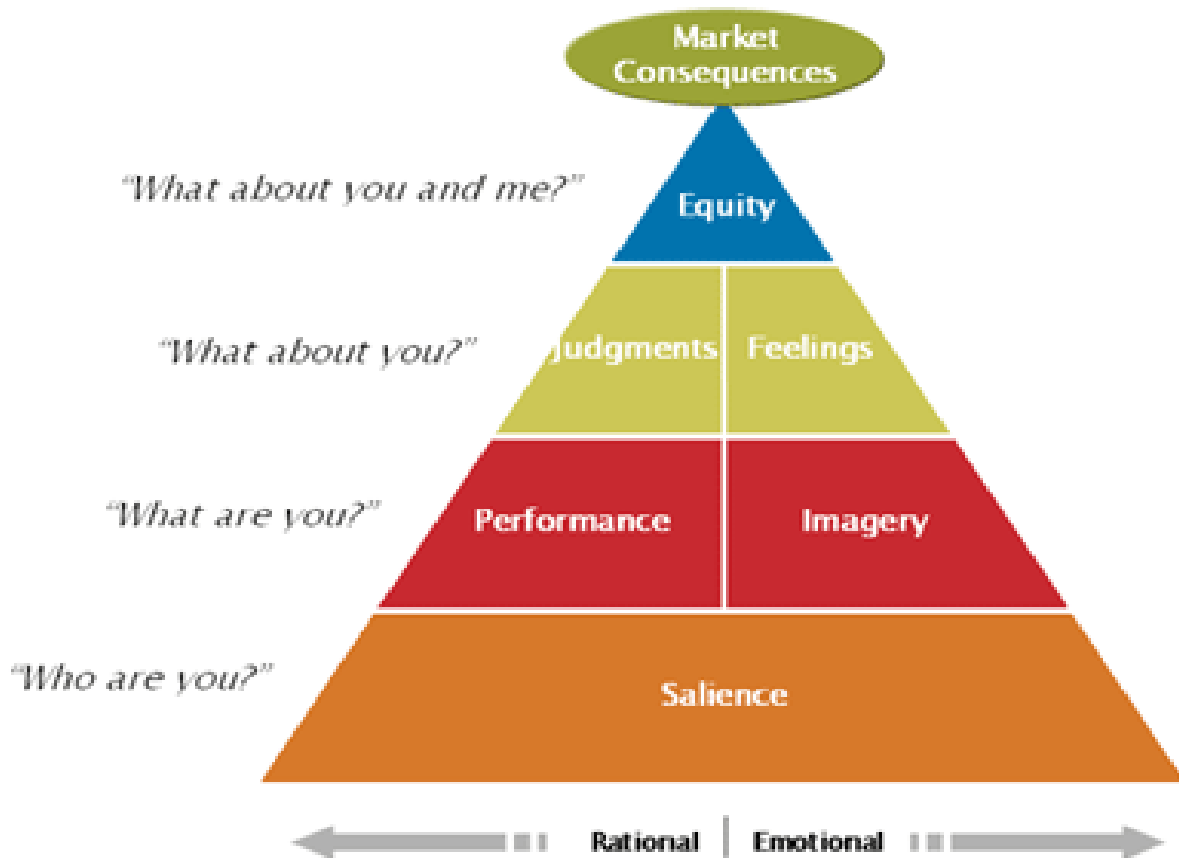 Market
Consequences
“What about you and me?”
Equity
“What about you?”
Judgments
Feelings
“What are you?”
Performance
Imagery
“Who are you?”
Salience
Rational
Emotional